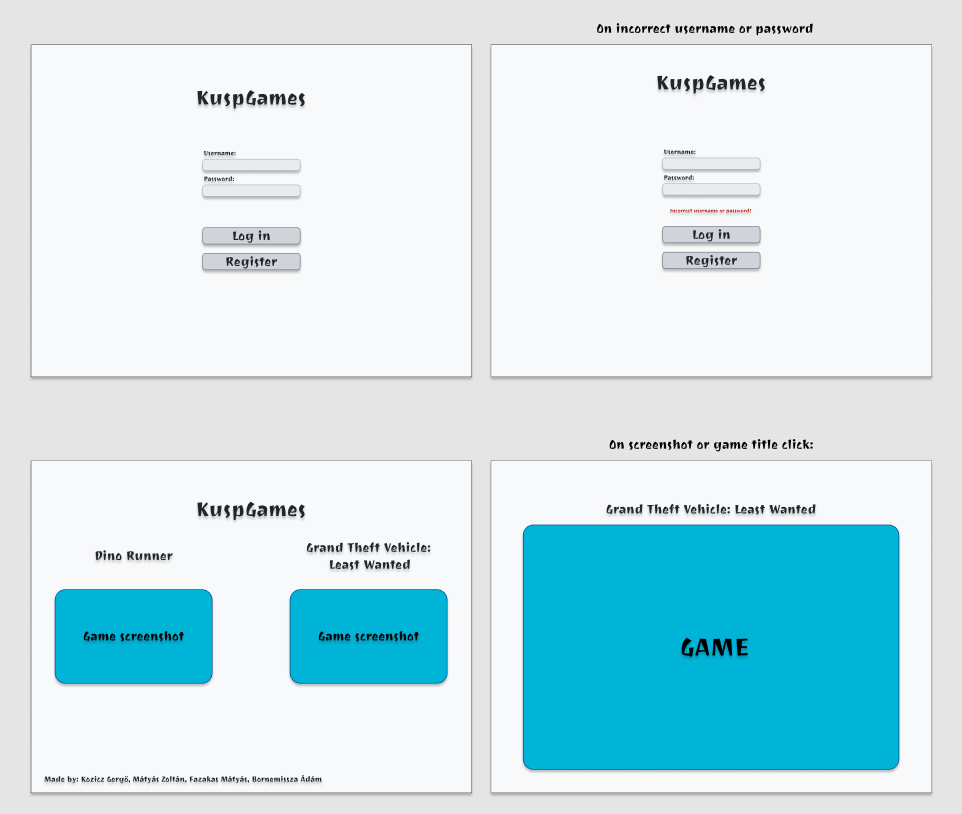 On incorrect username or password
KuspGames
Username:
Password:
Log in
Register
KuspGames
Username:
Password:
Incorrect username or password!
Log in
Register
On screenshot or game title click:
KuspGames
Dino Runner
Grand Theft Vehicle:
Least Wanted
Game screenshot
Game screenshot
Made by: Kozicz Gergő, Mátyás Zoltán, Fazakas Mátyás, Bornemissza Ádám
Grand Theft Vehicle: Least Wanted
GAME